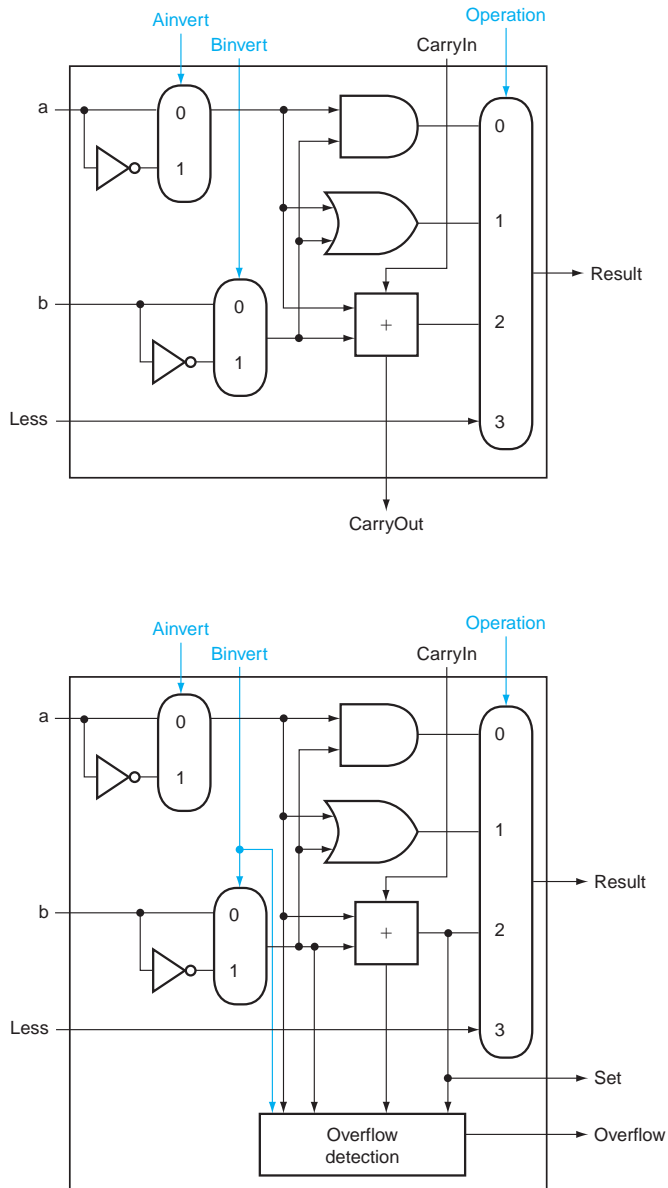 Ainvert
Operation
Binvert
CarryIn
a
0
0
1
1
b
0
2
+
1
Less
3
Result
CarryOut
Ainvert
Operation
Binvert
CarryIn
a
0
0
1
1
b
0
2
+
1
Less
3
Result
Set
Overflow
detection
Overflow